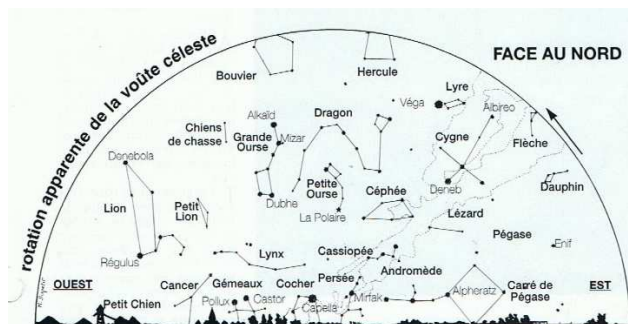 rotation apparente de la voûte céleste
FACE AU NORD
Bouvier
Hercule
Lyre
Véga
Albireo
Alkaïd
Dragon
Chiens
de chasse
Grande
Ourse
Mizar
Cygne
Flèche
Denebola
Dauphin
Petite
Ourse
Deneb
Lion
Petit
Lion
Dubhe
La Polaire
Céphée
Lézard
Pégase
Enif
Régulus
Lynx
Cassiopée
Andromède
OUEST
Cancer
Gémeaux
Cocher
Persée
Alpheratz
Carré de
Pégase
EST
Petit Chien
Pollux
Castor
Capella
Mirfak